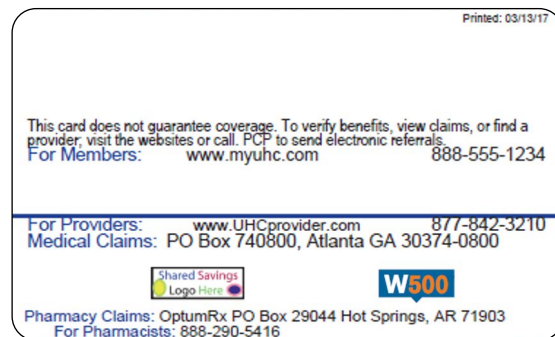 Printed: 03/13/17
This card does not guarantee coverage. To verify benefits, view claims, or find a
provider, visit the websites or call. PCP to send electronic referrals.
For Members: www.myuhc.com 888-555-1234
For Providers: www.UHCprovider.com 877-842-3210
Medical Claims: PO Box 740800, Atlanta GA 30374-0800
Shared Savings
Logo Here
W500
Pharmacy Claims: OptumRx PO Box 29044 Hot Springs, AR 71903
For Pharmacists: 888-290-5416